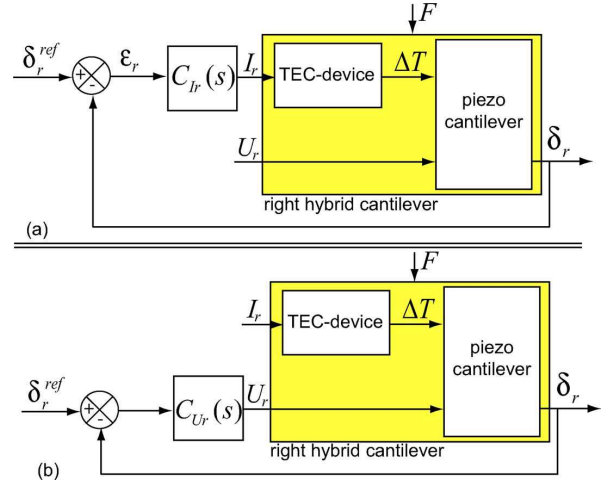 F
δ_r^ref + - ε_r C_Ir(s) I_r TEC-device ΔT piezo cantilever δ_r
U_r
right hybrid cantilever
(a)
F
I_r TEC-device ΔT piezo cantilever
δ_r^ref + - C_Ur(s) U_r δ_r
right hybrid cantilever
(b)